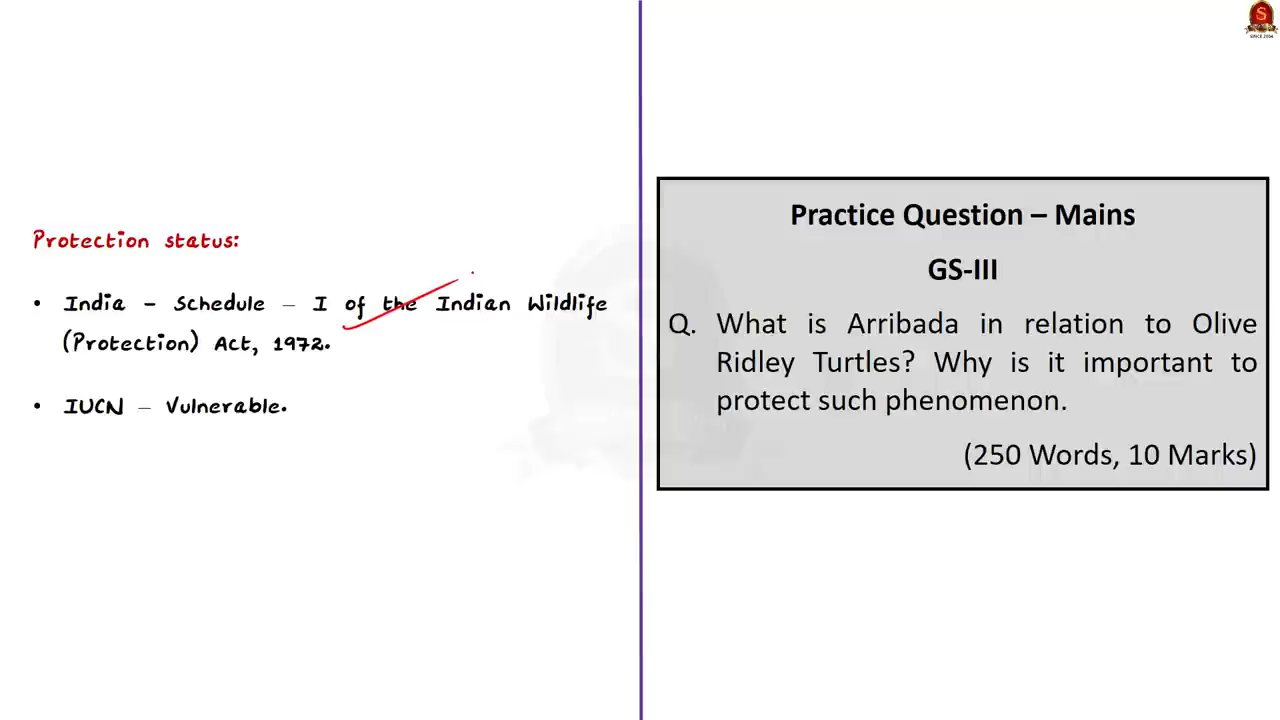 SINCE 2004
Protection status:
• India – Schedule – I of the Indian Wildlife
(Protection) Act, 1972.
• IUCN – Vulnerable.
Practice Question – Mains
GS-III
Q. What is Arribada in relation to Olive
Ridley Turtles? Why is it important to
protect such phenomenon.
(250 Words, 10 Marks)